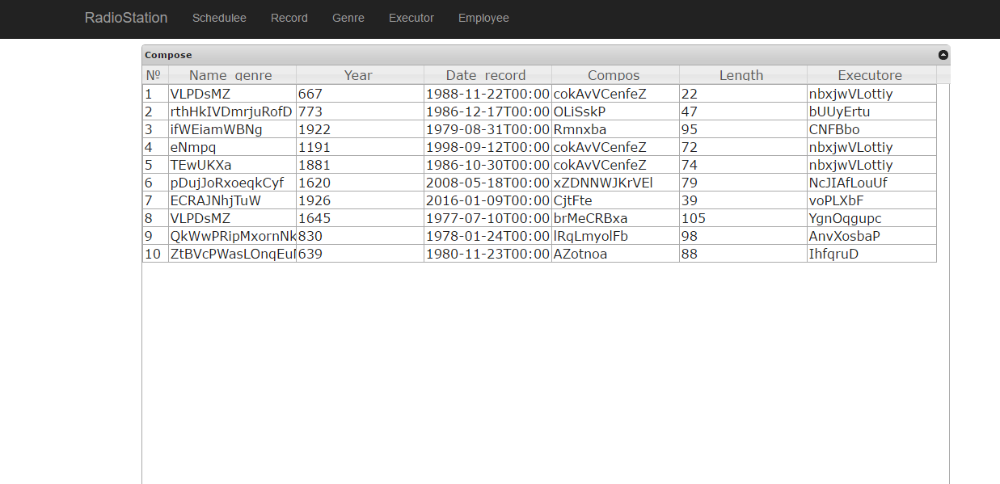 RadioStation Schedulee Record Genre Executor Employee
Compose
№ Name_genre Year Date_record Compos Length Executore
1 VLPDsMZ 667 1988-11-22T00:00 cokAvVCenfeZ 22 nbxjwVLottiy
2 rthHkIVDmrjuRofD 773 1986-12-17T00:00 OLiSskP 47 bUUyErtu
3 ifWEiamWBNg 1922 1979-08-31T00:00 Rmnxba 95 CNFBbo
4 eNmpq 1191 1998-09-12T00:00 cokAvVCenfeZ 72 nbxjwVLottiy
5 TEwUKXa 1881 1986-10-30T00:00 cokAvVCenfeZ 74 nbxjwVLottiy
6 pDujJoRxoeqkCyf 1620 2008-05-18T00:00 xZDNNWJKrVEl 79 NcJIAfLouUf
7 ECRAJNhjTuW 1926 2016-01-09T00:00 CjtFte 39 voPLXbF
8 VLPDsMZ 1645 1977-07-10T00:00 brMeCRBxa 105 YgnOqgupc
9 QkWwPRipMxornNk 830 1978-01-24T00:00 lRqLmyolFb 98 AnvXosbaP
10 ZtBVcPWasLOnqEu 639 1980-11-23T00:00 AZotnoa 88 IhfqruD